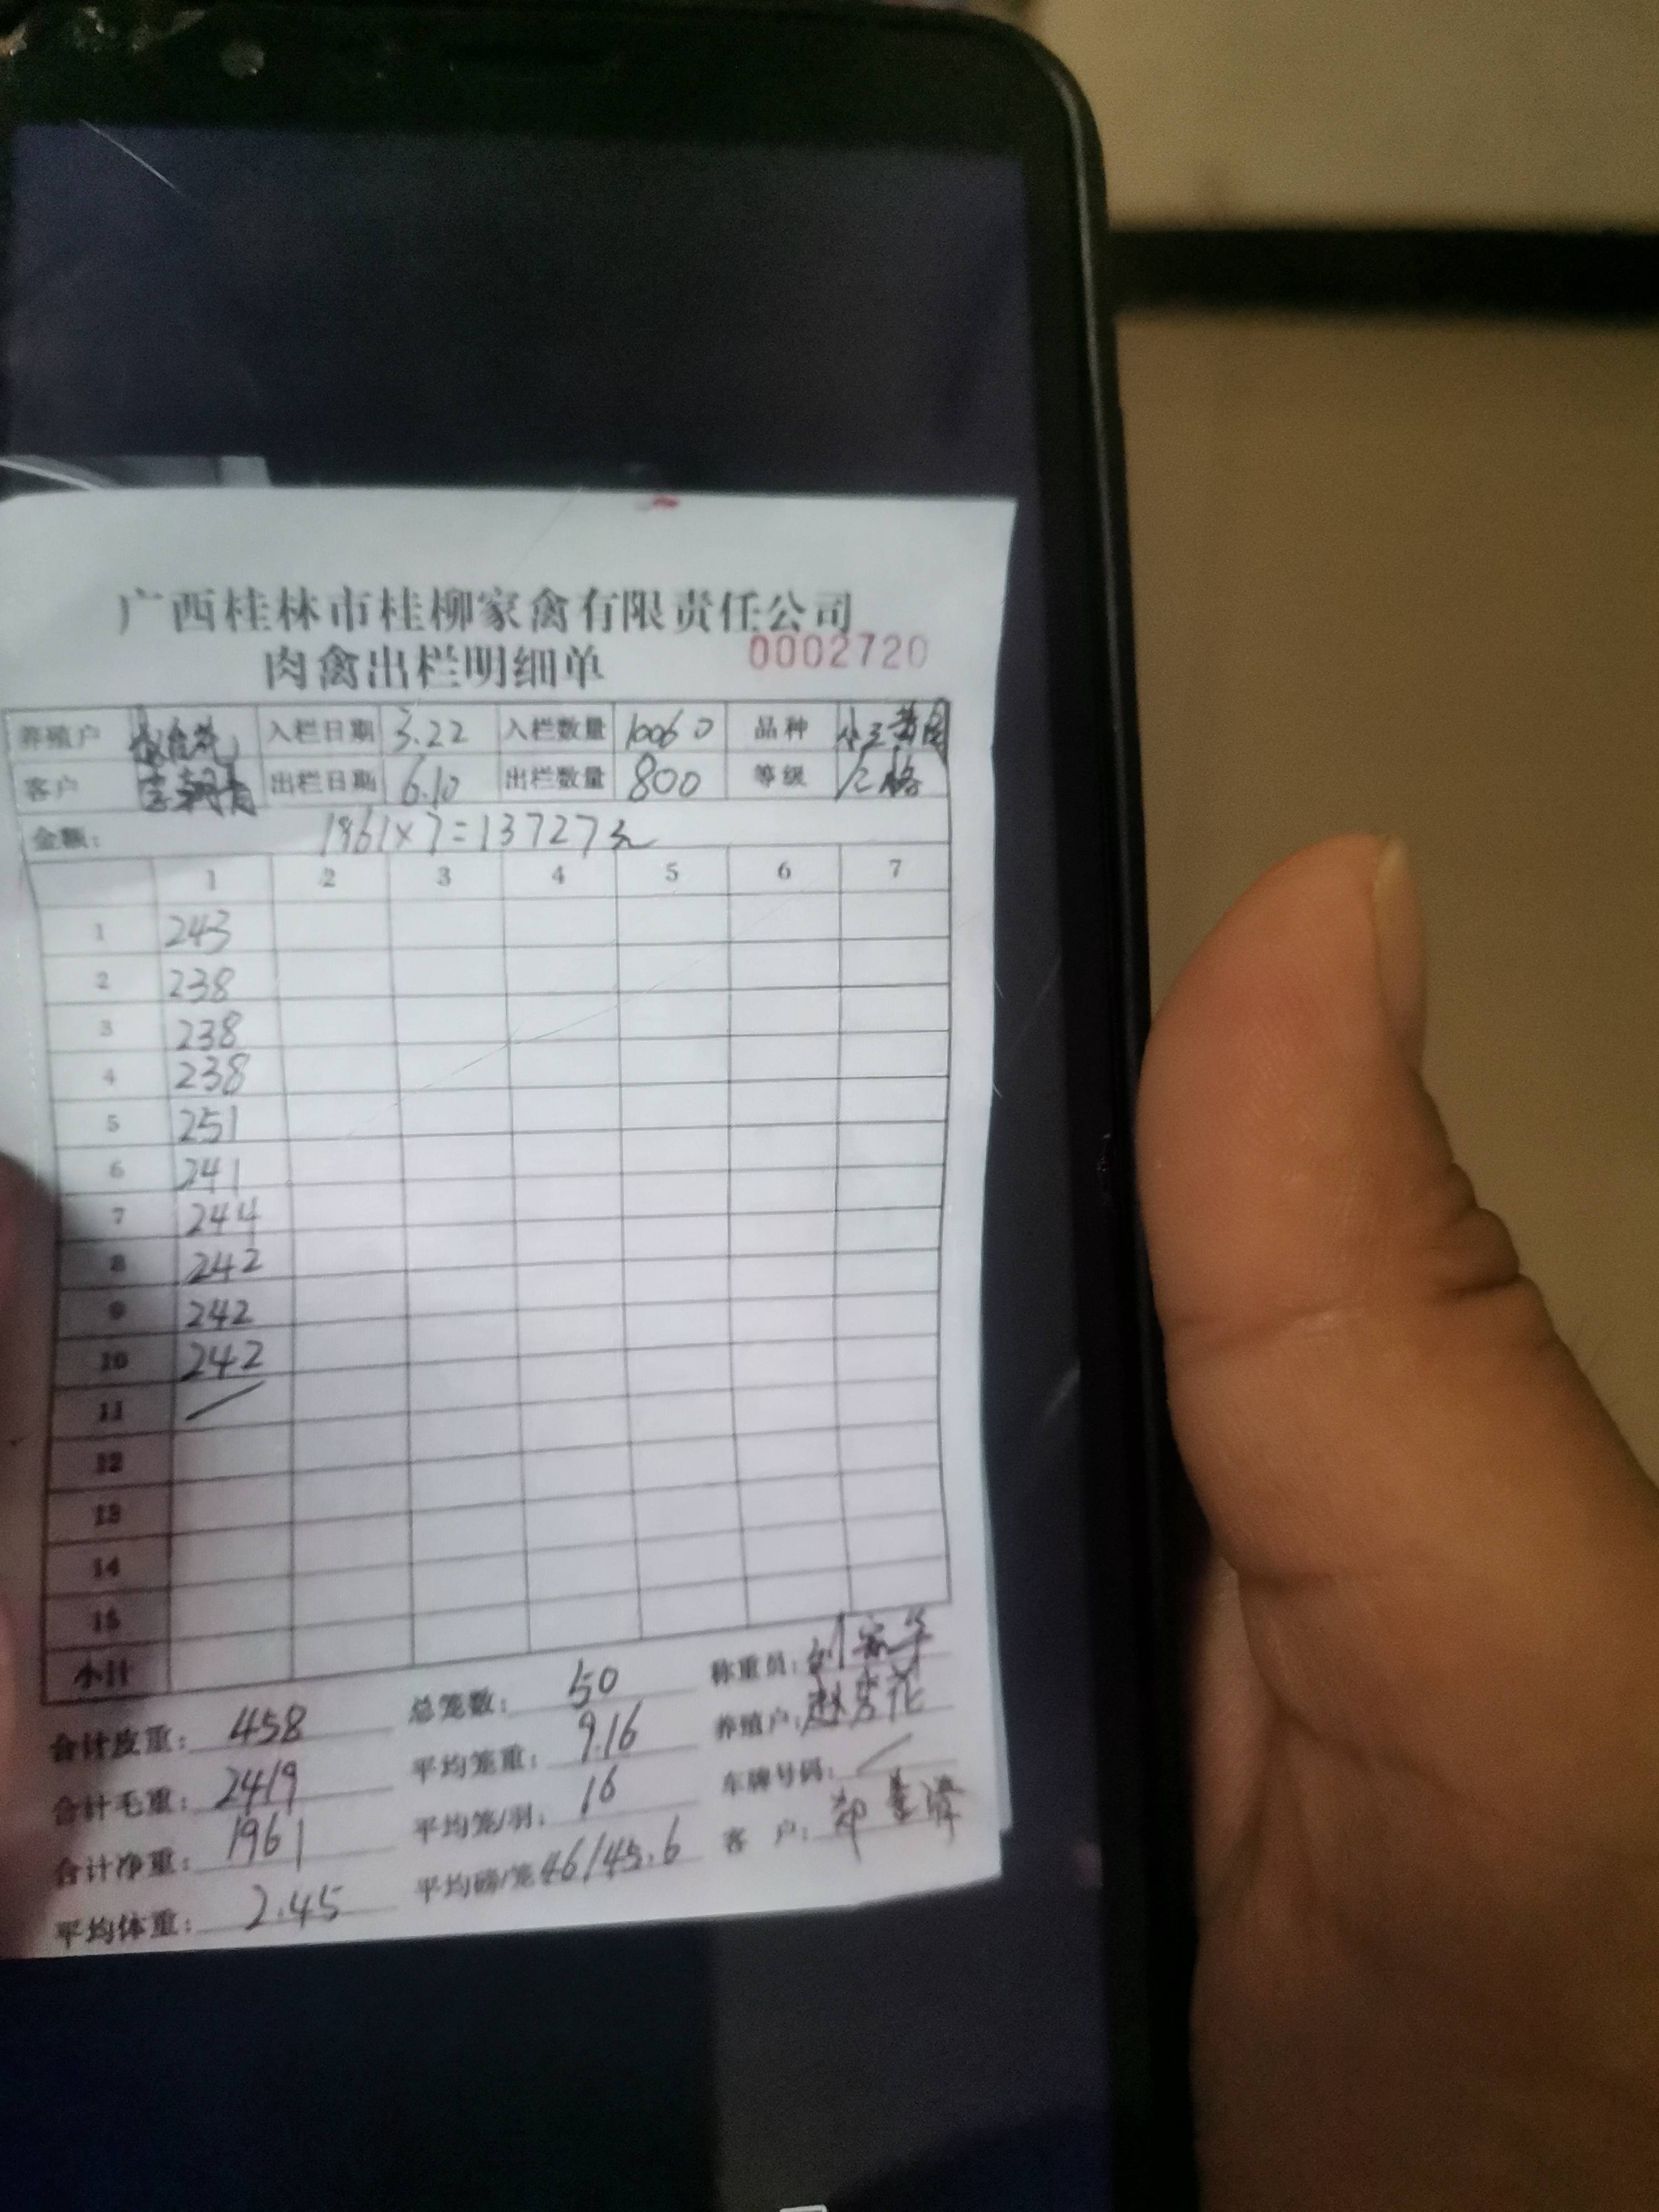 广西桂林市桂柳家禽有限责任公司
肉禽出栏明细单 0002720
养殖户 入栏日期 3.22 入栏数量 10060 品种
客户 出栏日期 6.10 出栏数量 800 等级
金额: 1961×7=13727元
1 2 3 4 5 6 7
1 243
2 238
3 238
4 238
5 251
6 241
7 244
8 242
9 242
10 242
11
12
13
14
15
小计
合计皮重: 458 总笼数: 50 称重员:
合计毛重: 2419 平均笼重: 9.16 养殖户:
合计净重: 1961 平均笼/羽: 16 车牌号码:
平均体重: 2.45 平均磅/笼 46/45.6 客户: